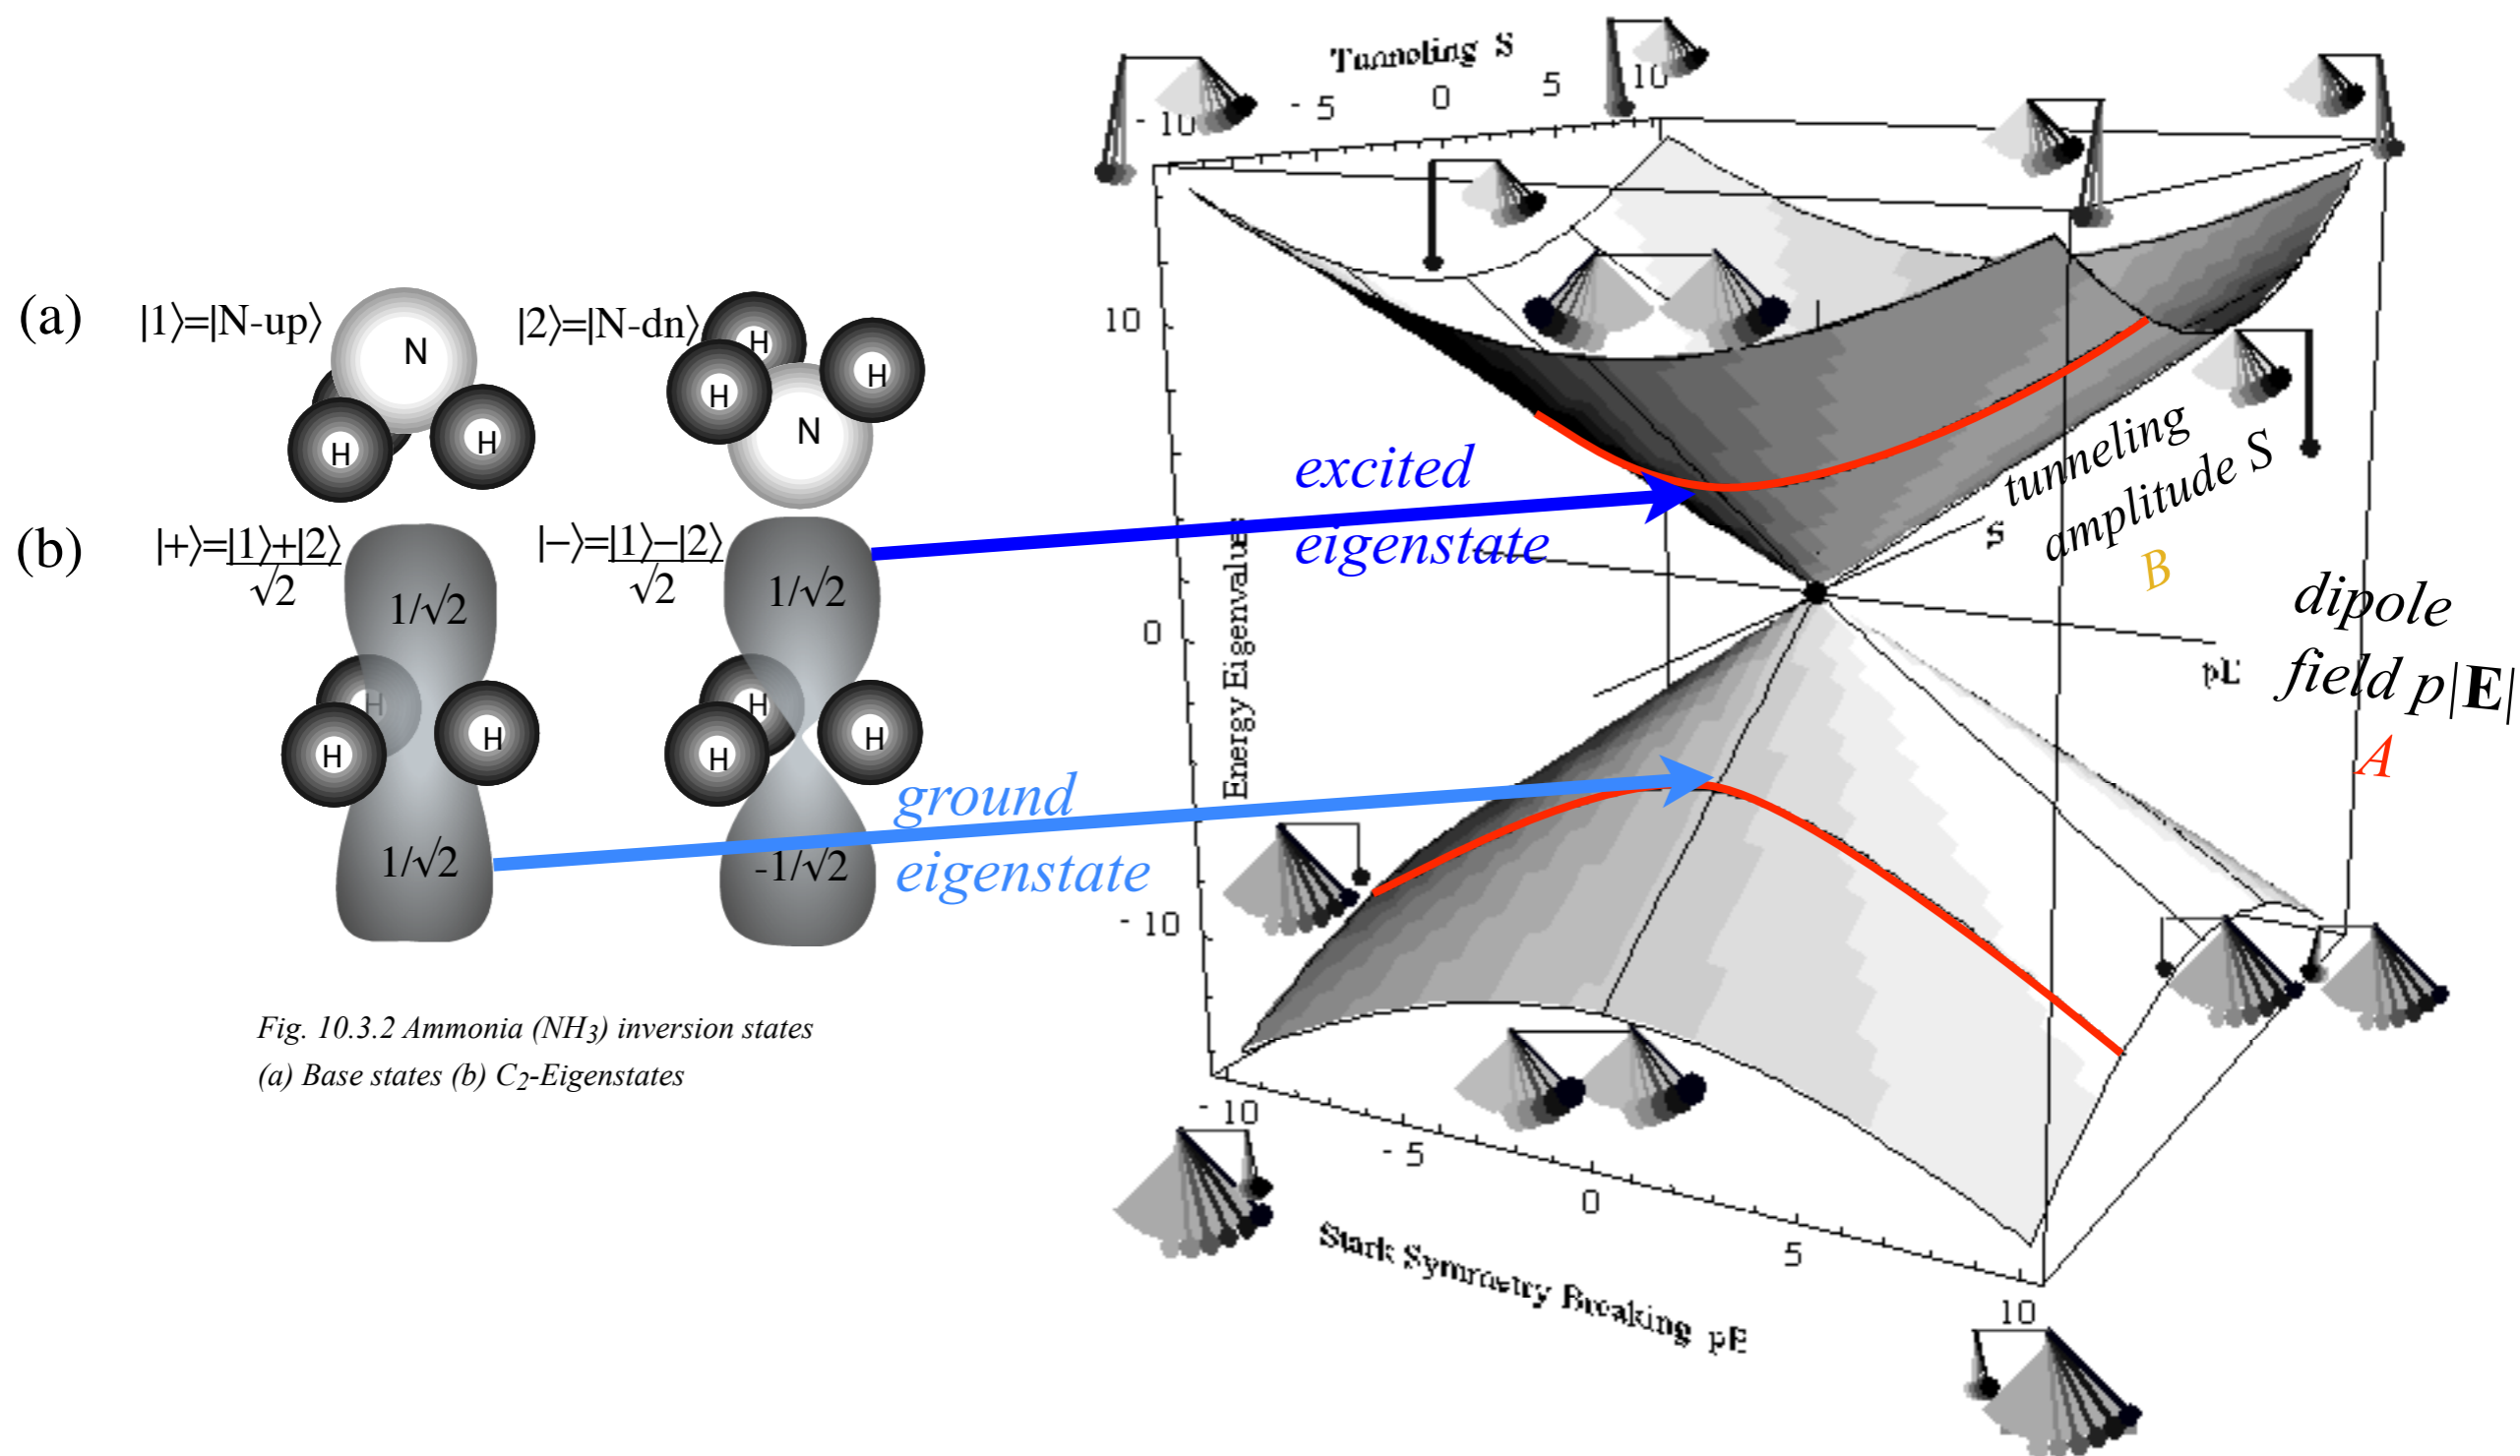 (a)
|1⟩=|N-up⟩
N
H
H
|2⟩=|N-dn⟩
H
H
H
N
(b)
|+⟩=|1⟩+|2⟩
√2
1/√2
H
H
H
1/√2
|−⟩=|1⟩−|2⟩
√2
1/√2
H
H
H
-1/√2
excited
eigenstate
ground
eigenstate
Fig. 10.3.2 Ammonia (NH3) inversion states
(a) Base states (b) C2-Eigenstates
Tunneling S
- 10
- 5
0
5
10
10
0
- 10
Energy Eigenvalues
S
pE
tunneling
amplitude S
B
dipole
field p|E|
A
- 10
- 5
0
5
10
Stark Symmetry Breaking pE